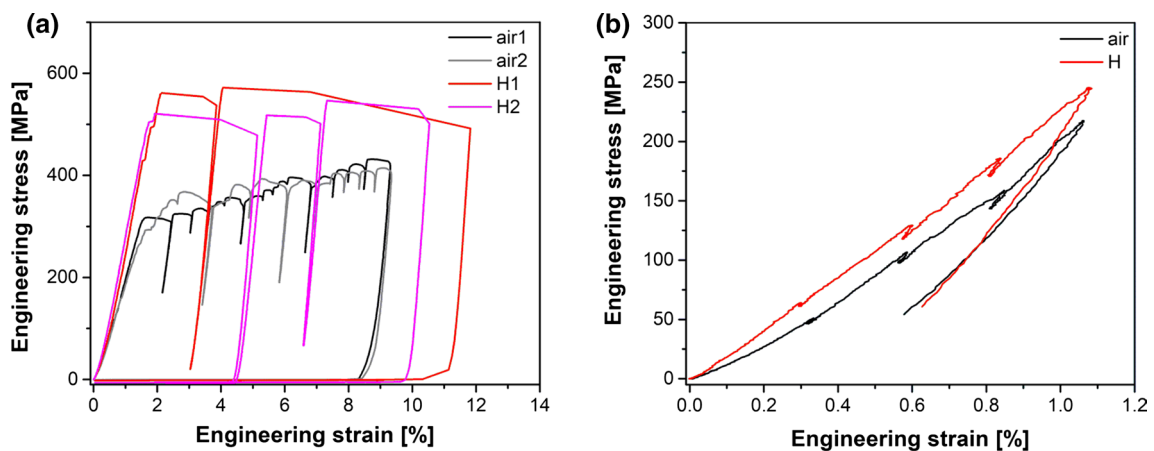 (a)
air1
air2
H1
H2
Engineering stress [MPa]
600
400
200
0
0 2 4 6 8 10 12 14
Engineering strain [%]
(b)
air
H
Engineering stress [MPa]
300
250
200
150
100
50
0
0.0 0.2 0.4 0.6 0.8 1.0 1.2
Engineering strain [%]